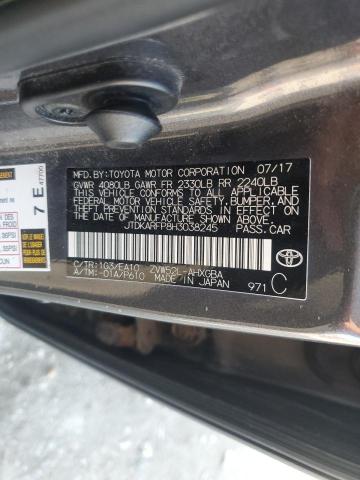 MFD.BY:TOYOTA MOTOR CORPORATION 07/17
GVWR 4080LB GAWR FR 2330LB RR 2240LB
THIS VEHICLE CONFORMS TO ALL APPLICABLE
FEDERAL MOTOR VEHICLE SAFETY, BUMPER, AND
THEFT PREVENTION STANDARDS IN EFFECT ON
THE DATE OF MANUFACTURE SHOWN ABOVE.
JTDKARFP8H3038245 PASS.CAR
C/TR:1G3/EA10 ZVW52L-AHXGBA
A/TM:-01A/P610 MADE IN JAPAN
971 C
TOYOTA
7 E